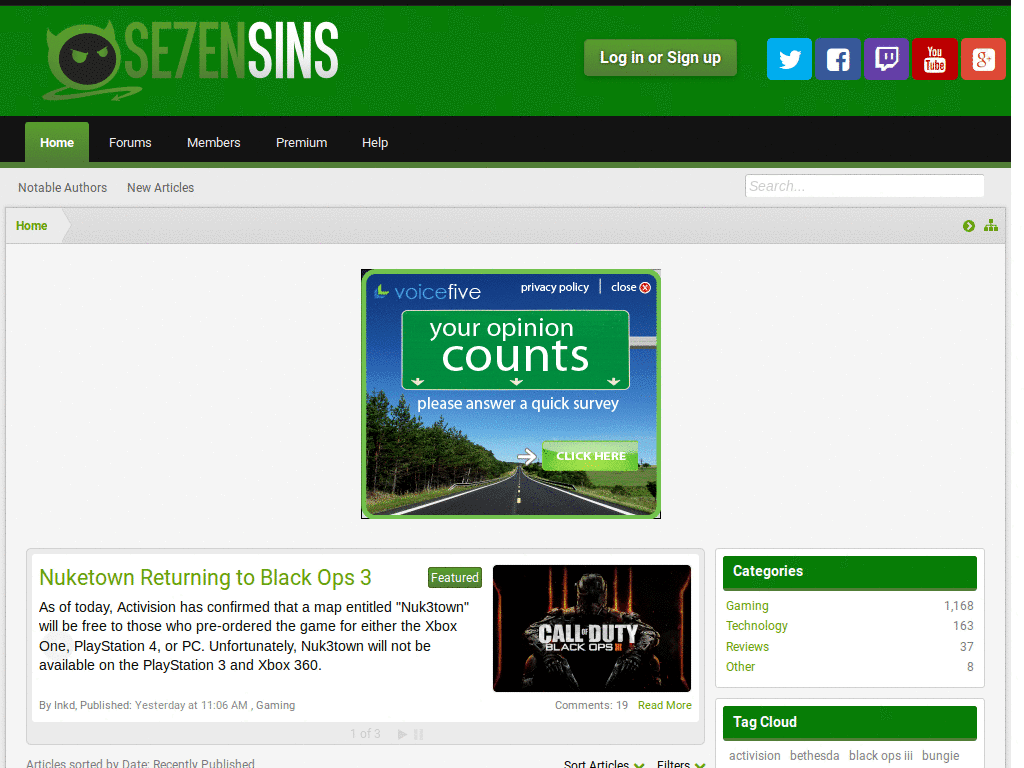 SE7ENSINS
Log in or Sign up
You
Tube
g+
Home
Forums
Members
Premium
Help
Notable Authors
New Articles
Search...
Home
voicefive
privacy policy
close
your opinion
counts
please answer a quick survey
CLICK HERE
Nuketown Returning to Black Ops 3
Featured
As of today, Activision has confirmed that a map entitled "Nuk3town"
will be free to those who pre-ordered the game for either the Xbox
One, PlayStation 4, or PC. Unfortunately, Nuk3town will not be
available on the PlayStation 3 and Xbox 360.
CALL OF DUTY
BLACK OPS III
By Inkd, Published: Yesterday at 11:06 AM , Gaming
Comments: 19
Read More
1 of 3
Articles sorted by Date: Recently Published
Sort Articles
Filters
Categories
Gaming 1,168
Technology 163
Reviews 37
Other 8
Tag Cloud
activision bethesda black ops iii bungie